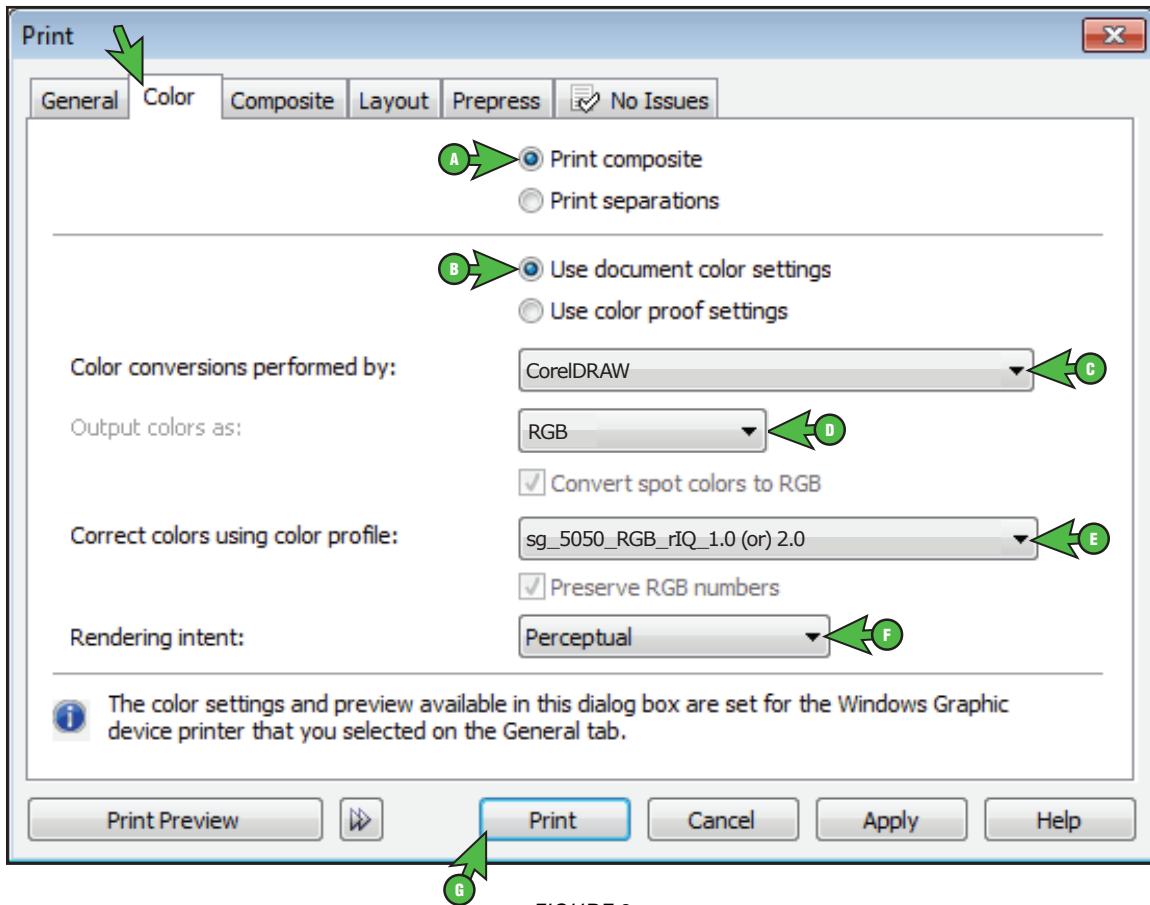 Print
General Color Composite Layout Prepress No Issues
A Print composite
Print separations
B Use document color settings
Use color proof settings
Color conversions performed by: CorelDRAW C
Output colors as: RGB D
Convert spot colors to RGB
Correct colors using color profile: sg_5050_RGB_rIQ_1.0 (or) 2.0 E
Preserve RGB numbers
Rendering intent: Perceptual F
The color settings and preview available in this dialog box are set for the Windows Graphic
device printer that you selected on the General tab.
Print Preview Print Cancel Apply Help
G